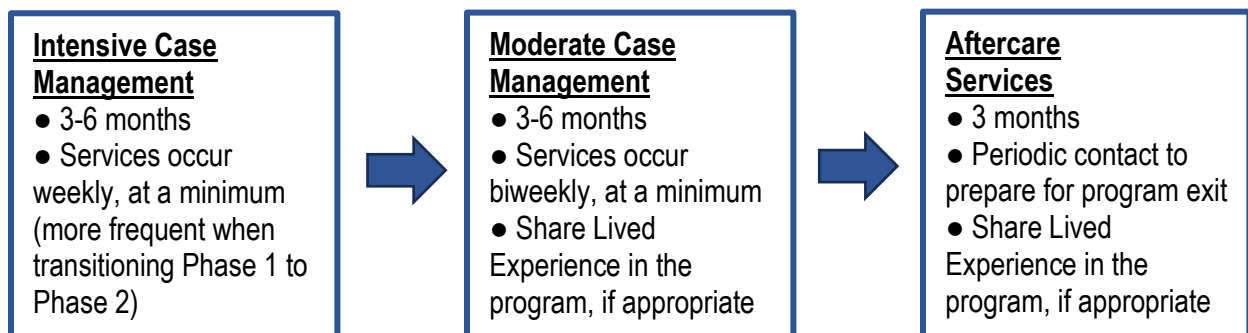 Intensive Case
Management
● 3-6 months
● Services occur
weekly, at a minimum
(more frequent when
transitioning Phase 1 to
Phase 2)
Moderate Case
Management
● 3-6 months
● Services occur
biweekly, at a minimum
● Share Lived
Experience in the
program, if appropriate
Aftercare
Services
● 3 months
● Periodic contact to
prepare for program exit
● Share Lived
Experience in the
program, if appropriate